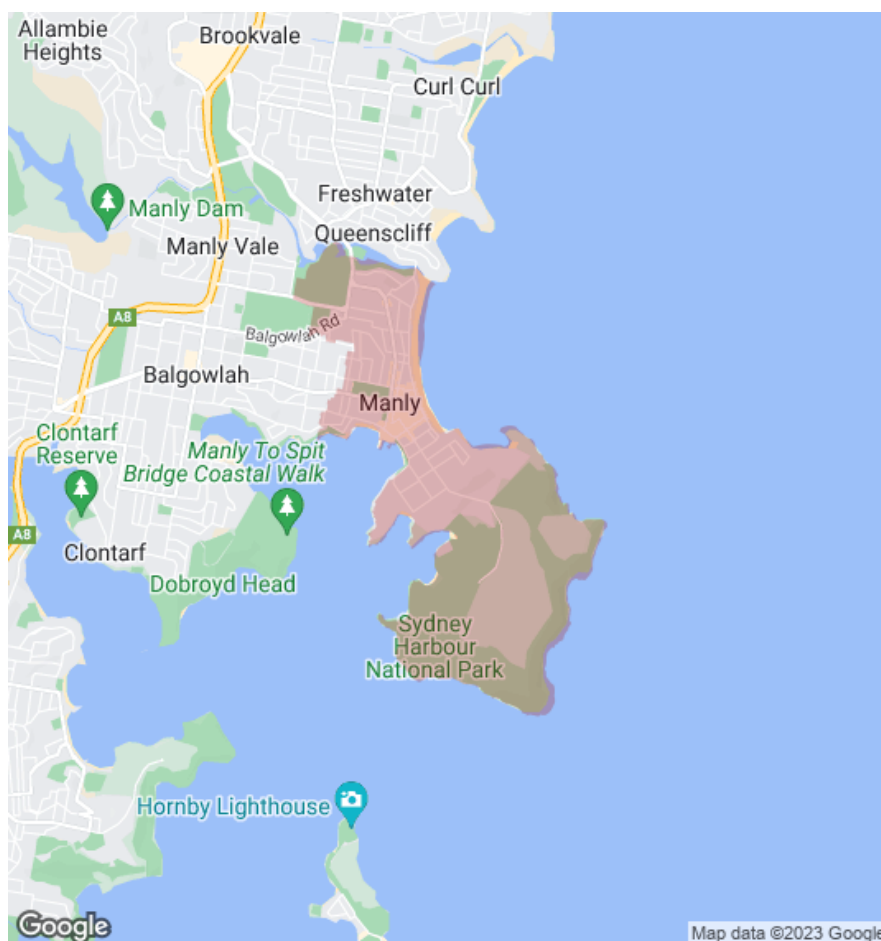 Allambie
Heights
Brookvale
Curl Curl
Freshwater
Manly Dam
Queenscliff
Manly Vale
A8
Balgowlah Rd
Balgowlah
Manly
Clontarf
Reserve
Manly To Spit
Bridge Coastal Walk
A8
Clontarf
Dobroyd Head
Sydney
Harbour
National Park
Hornby Lighthouse
Google
Map data ©2023 Google